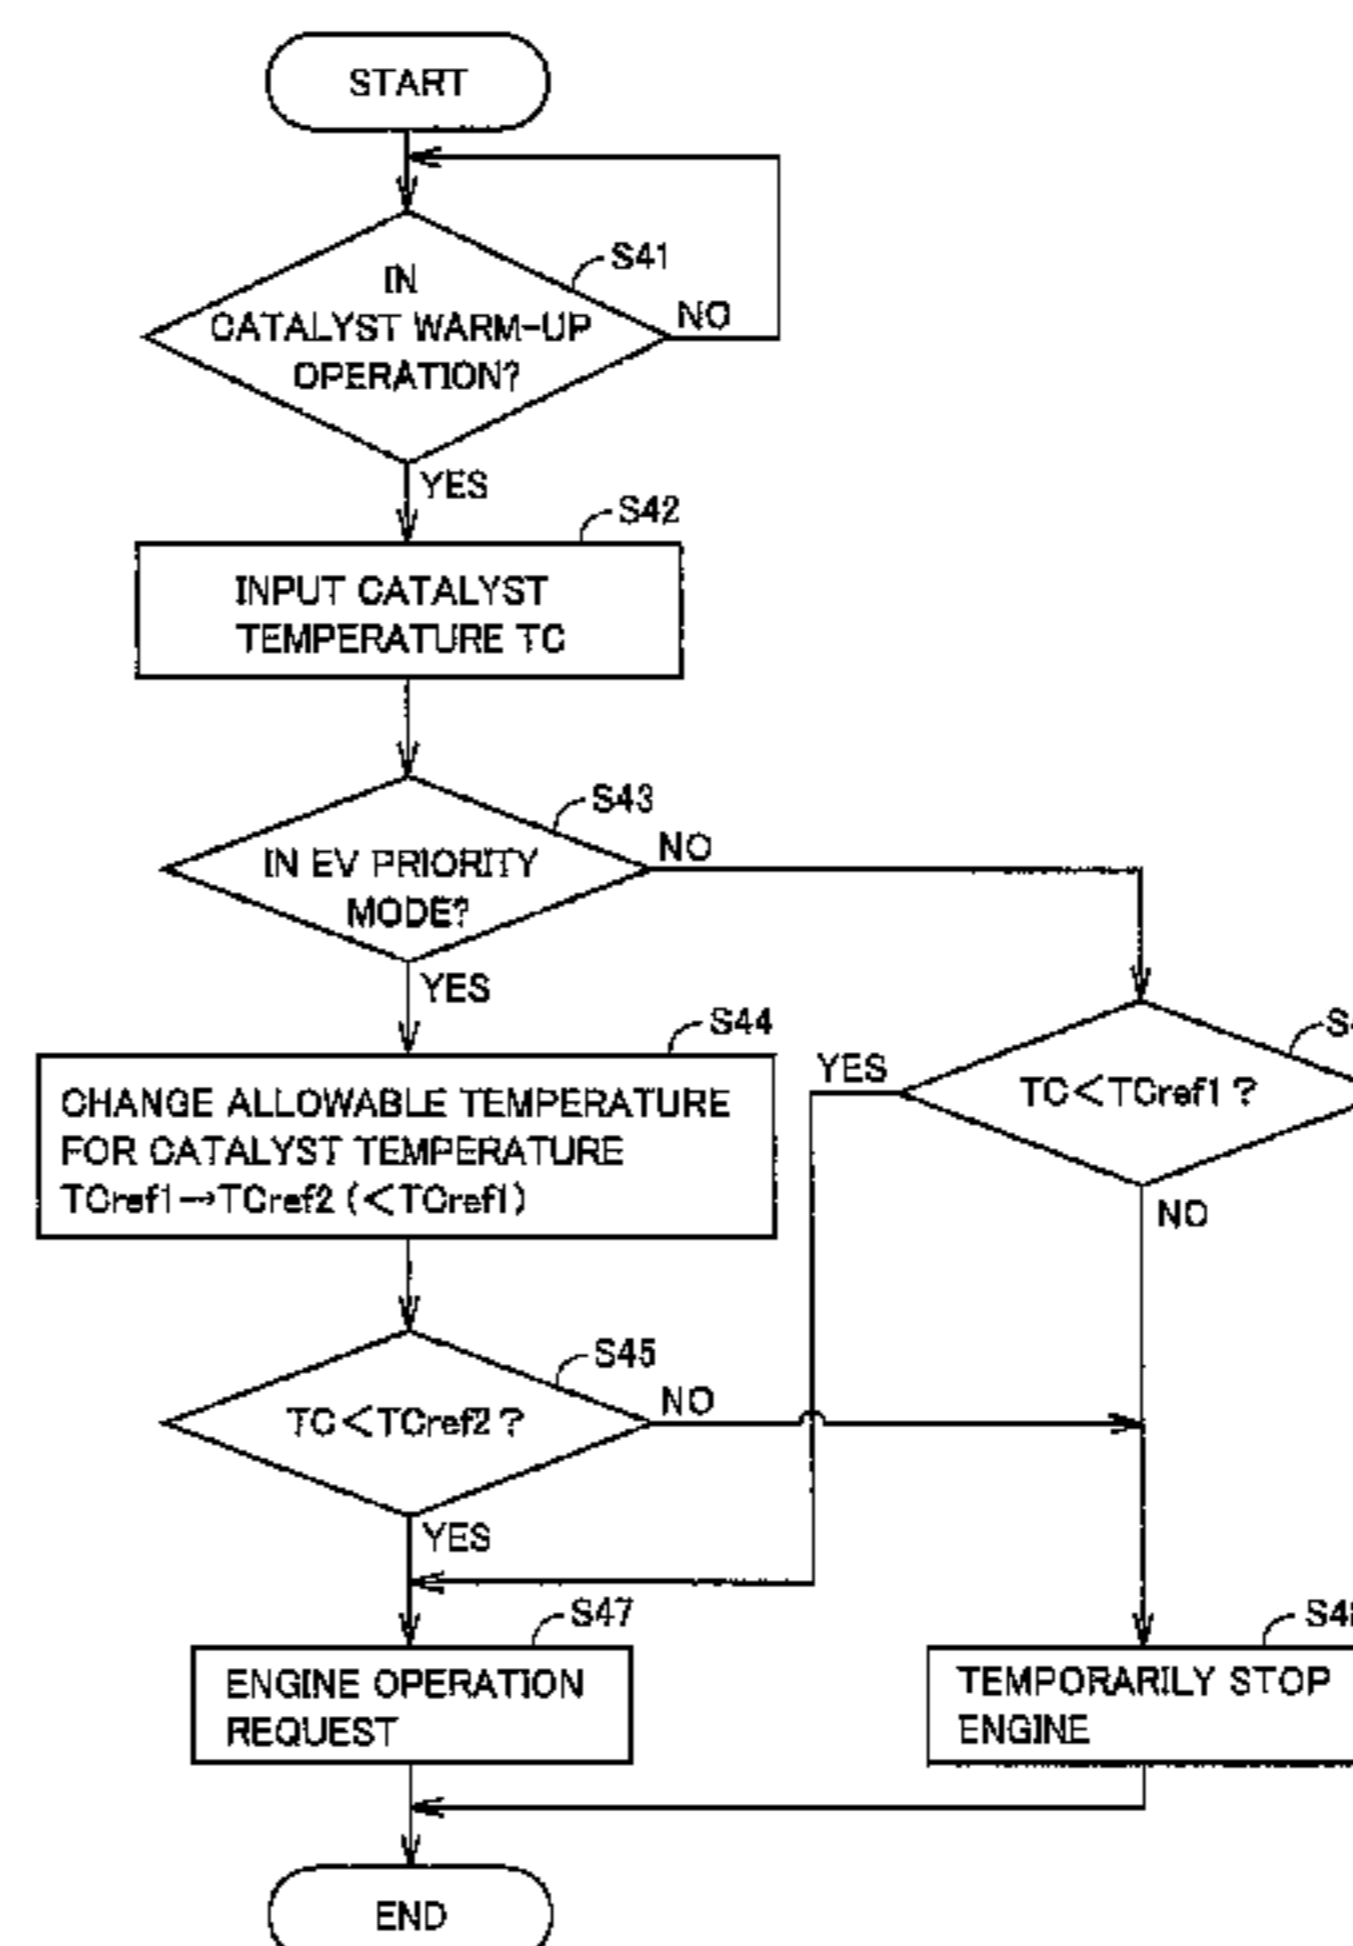 START
IN
CATALYST WARM-UP
OPERATION?
S41
NO
YES
S42
INPUT CATALYST
TEMPERATURE TC
S43
IN EV PRIORITY
MODE?
NO
YES
S44
CHANGE ALLOWABLE TEMPERATURE
FOR CATALYST TEMPERATURE
TCref1→TCref2 (<TCref1)
YES
TC<TCref1?
NO
S45
TC<TCref2?
NO
YES
S47
ENGINE OPERATION
REQUEST
TEMPORARILY STOP
ENGINE
END